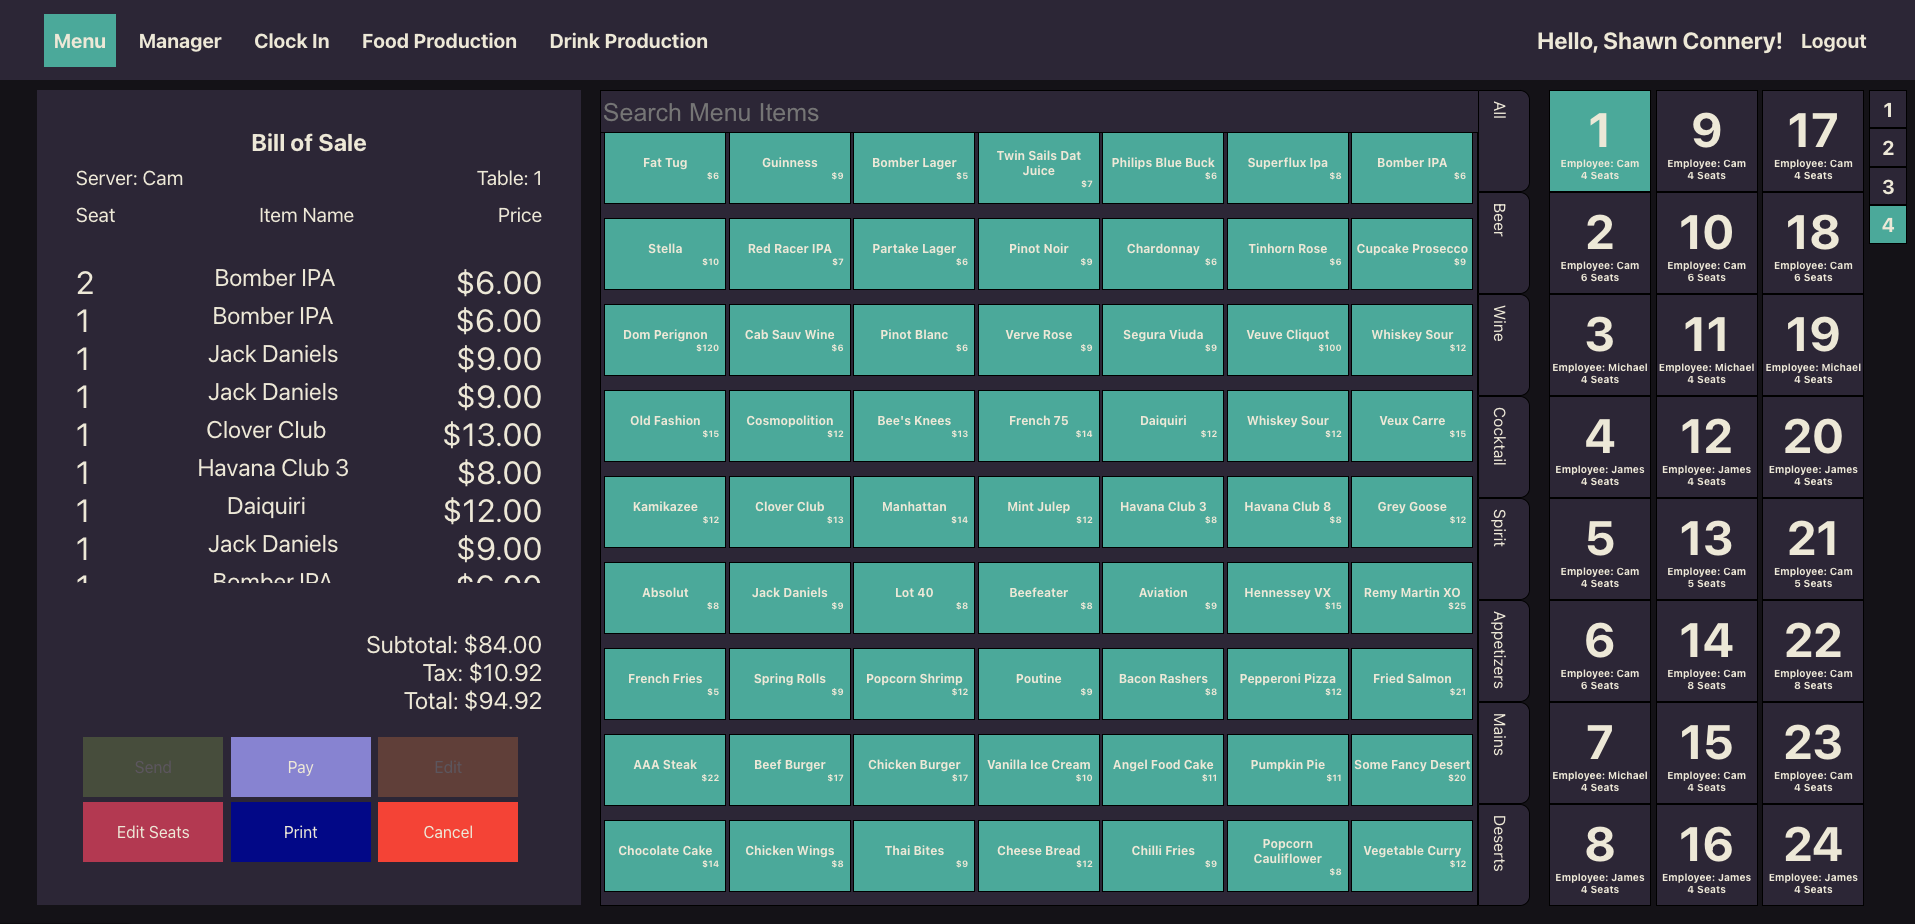 Menu Manager Clock In Food Production Drink Production Hello, Shawn Connery! Logout
Bill of Sale
Server: Cam Table: 1
Seat Item Name Price
2 Bomber IPA $6.00
1 Bomber IPA $6.00
1 Jack Daniels $9.00
1 Jack Daniels $9.00
1 Clover Club $13.00
1 Havana Club 3 $8.00
1 Daiquiri $12.00
1 Jack Daniels $9.00
1 Bomber IPA $6.00
Subtotal: $84.00
Tax: $10.92
Total: $94.92
Send Pay Edit
Edit Seats Print Cancel
Search Menu Items
Fat Tug $6
Guinness $9
Bomber Lager $5
Twin Sails Dat
Juice $7
Philips Blue Buck $6
Superflux Ipa $8
Bomber IPA $6
Stella $10
Red Racer IPA $7
Partake Lager $6
Pinot Noir $9
Chardonnay $6
Tinhorn Rose $6
Cupcake Prosecco $9
Dom Perignon $120
Cab Sauv Wine $6
Pinot Blanc $6
Verve Rose $9
Segura Viuda $9
Veuve Cliquot $100
Whiskey Sour $12
Old Fashion $15
Cosmopolition $12
Bee's Knees $13
French 75 $14
Daiquiri $12
Whiskey Sour $12
Veux Carre $15
Kamikazee $12
Clover Club $13
Manhattan $14
Mint Julep $12
Havana Club 3 $8
Havana Club 8 $8
Grey Goose $12
Absolut $8
Jack Daniels $9
Lot 40 $8
Beefeater $8
Aviation $9
Hennessey VX $15
Remy Martin XO $25
French Fries $5
Spring Rolls $9
Popcorn Shrimp $12
Poutine $9
Bacon Rashers $8
Pepperoni Pizza $12
Fried Salmon $21
AAA Steak $22
Beef Burger $17
Chicken Burger $17
Vanilla Ice Cream $10
Angel Food Cake $11
Pumpkin Pie $11
Some Fancy Desert $20
Chocolate Cake $14
Chicken Wings $8
Thai Bites $9
Cheese Bread $12
Chilli Fries $9
Popcorn
Cauliflower $8
Vegetable Curry $12
All
Beer
Wine
Cocktail
Spirit
Appetizers
Mains
Deserts
1 9 17
Employee: Cam Employee: Cam Employee: Cam
4 Seats 4 Seats 4 Seats
2 10 18
Employee: Cam Employee: Cam Employee: Cam
6 Seats 6 Seats 6 Seats
3 11 19
Employee: Michael Employee: Michael Employee: Michael
4 Seats 4 Seats 4 Seats
4 12 20
Employee: James Employee: James Employee: James
4 Seats 4 Seats 4 Seats
5 13 21
Employee: Cam Employee: Cam Employee: Cam
4 Seats 5 Seats 5 Seats
6 14 22
Employee: Cam Employee: Cam Employee: Cam
6 Seats 8 Seats 8 Seats
7 15 23
Employee: Michael Employee: Cam Employee: Cam
4 Seats 4 Seats 4 Seats
8 16 24
Employee: James Employee: James Employee: James
4 Seats 4 Seats 4 Seats
1
2
3
4